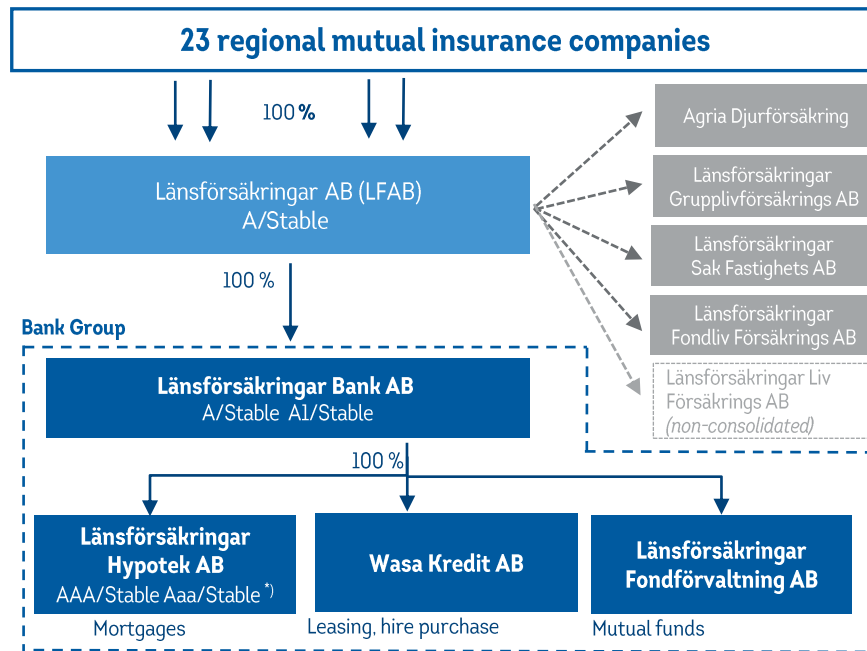 23 regional mutual insurance companies
100 %
Länsförsäkringar AB (LFAB)
A/Stable
Agria Djurförsäkring
Länsförsäkringar
Grupplivförsäkrings AB
Länsförsäkringar
Sak Fastighets AB
Länsförsäkringar
Fondliv Försäkrings AB
Länsförsäkringar Liv
Försäkrings AB
(non-consolidated)
100 %
Bank Group
Länsförsäkringar Bank AB
A/Stable A1/Stable
100 %
Länsförsäkringar
Hypotek AB
AAA/Stable Aaa/Stable *)
Mortgages
Wasa Kredit AB
Leasing, hire purchase
Länsförsäkringar
Fondförvaltning AB
Mutual funds